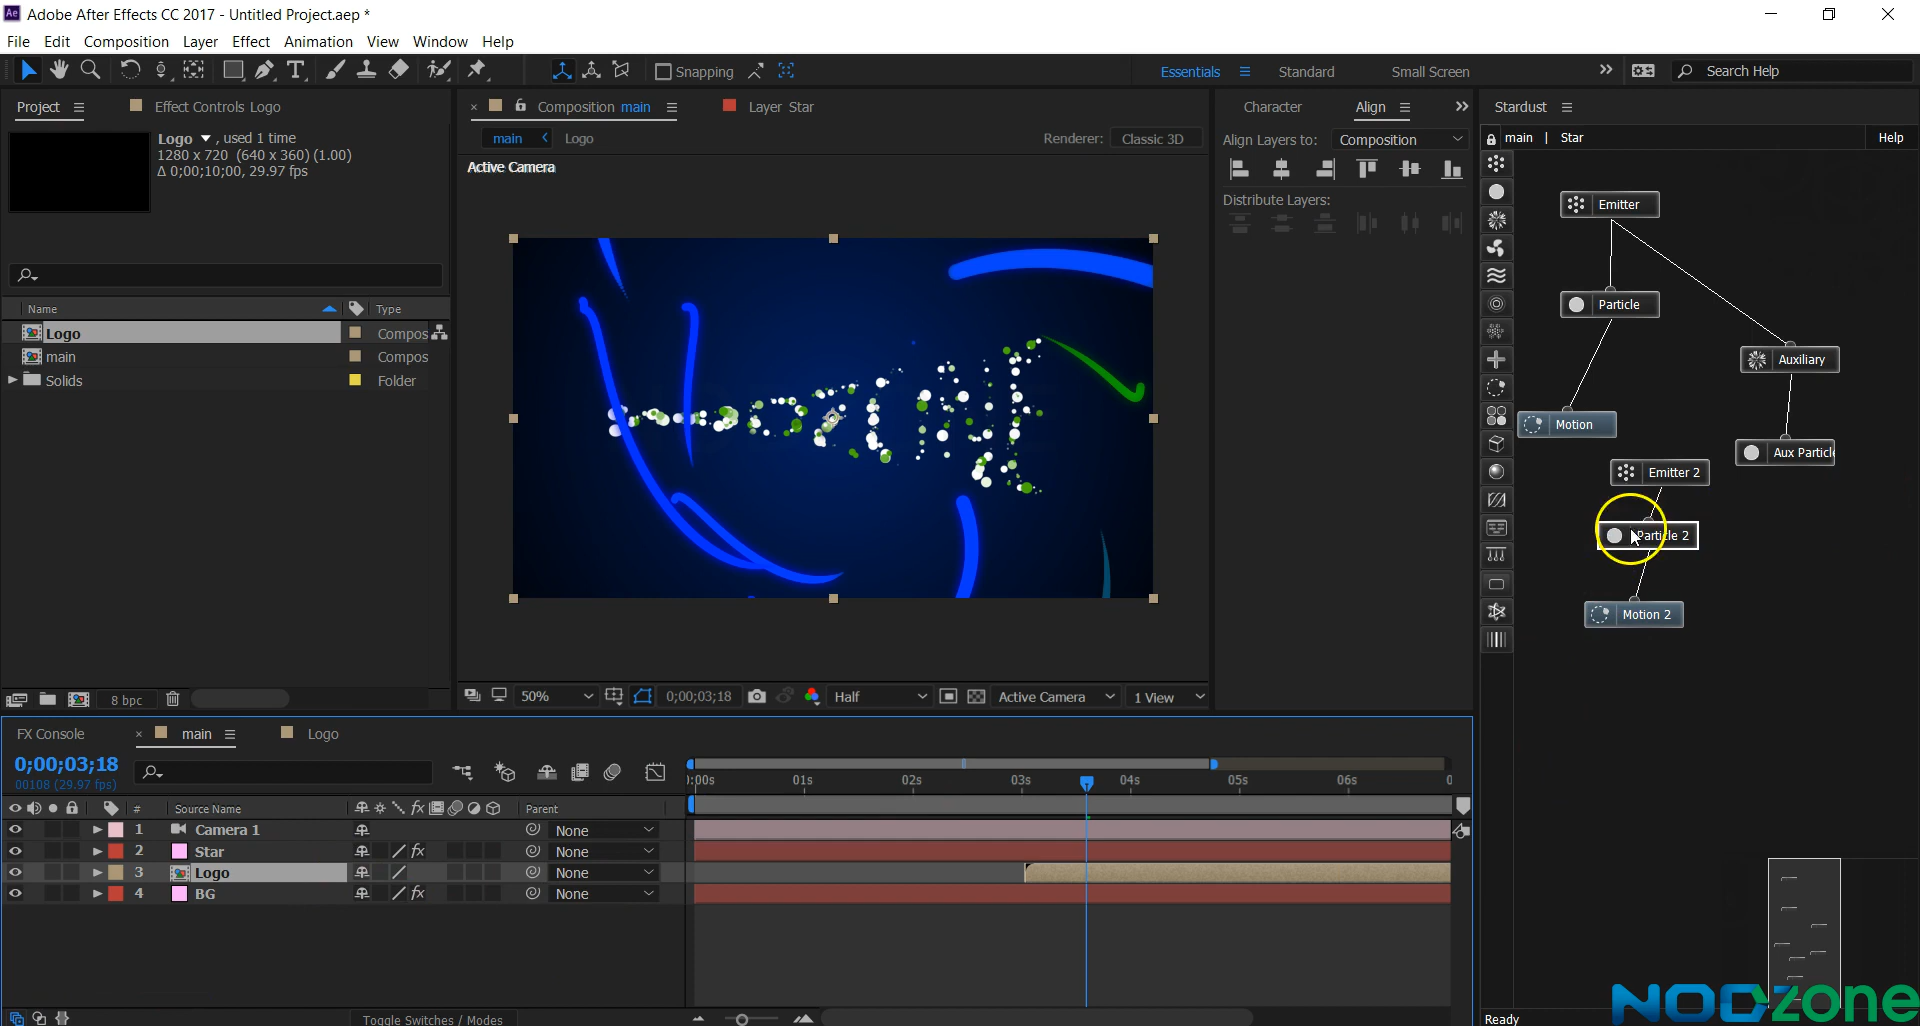 Adobe After Effects CC 2017 - Untitled Project.aep *
File Edit Composition Layer Effect Animation View Window Help
Snapping
Essentials Standard Small Screen Search Help
Project Effect Controls Logo
Logo , used 1 time
1280 x 720 (640 x 360) (1.00)
Δ 0;00;10;00, 29.97 fps
Name Type
Logo Compos
main Compos
Solids Folder
8 bpc
Composition main Layer Star
main Logo Renderer: Classic 3D
Active Camera
50% 0;00;03;18 Half Active Camera 1 View
Character Align
Align Layers to: Composition
Distribute Layers:
Stardust
main | Star Help
Emitter
Particle
Auxiliary
Motion
Aux Particle
Emitter 2
Particle 2
Motion 2
Ready
FX Console main Logo
0;00;03;18
00108 (29.97 fps)
:00s 01s 02s 03s 04s 05s 06s 0
# Source Name Parent
1 Camera 1 None
2 Star fx None
3 Logo None
4 BG fx None
Toggle Switches / Modes
NODzone